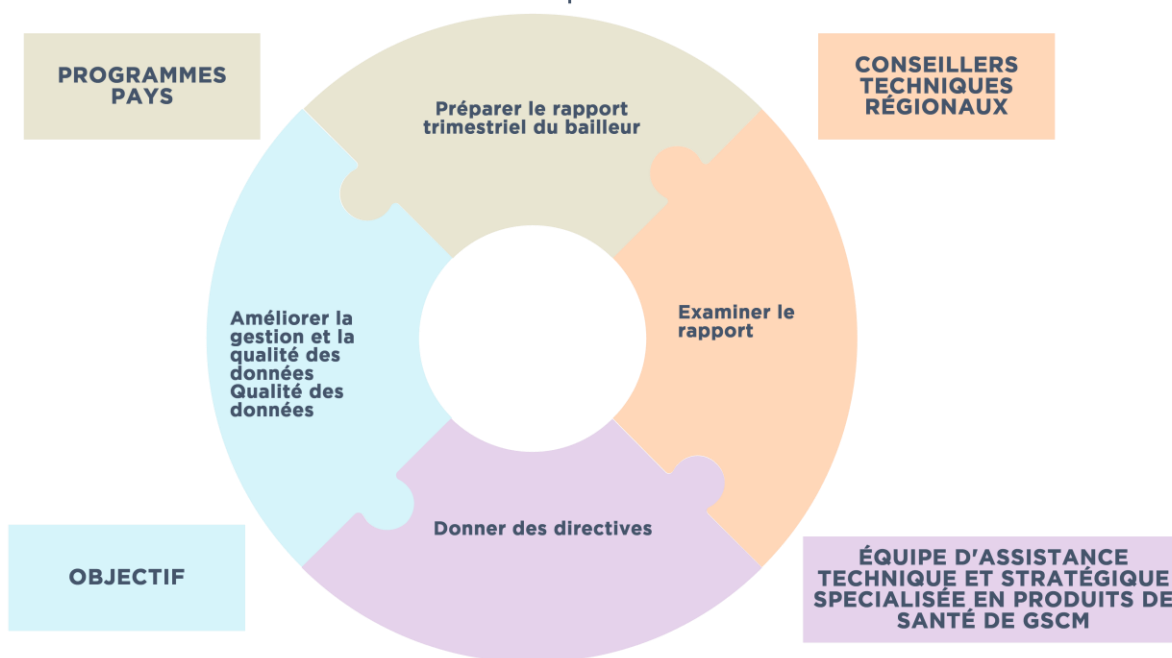 PROGRAMMES
PAYS
Préparer le rapport
trimestriel du bailleur
CONSEILLERS
TECHNIQUES
RÉGIONAUX
Améliorer la
gestion et la
qualité des
données
Qualité des
données
Examiner le
rapport
Donner des directives
OBJECTIF
ÉQUIPE D'ASSISTANCE
TECHNIQUE ET STRATÉGIQUE
SPECIALISÉE EN PRODUITS DE
SANTÉ DE GSCM